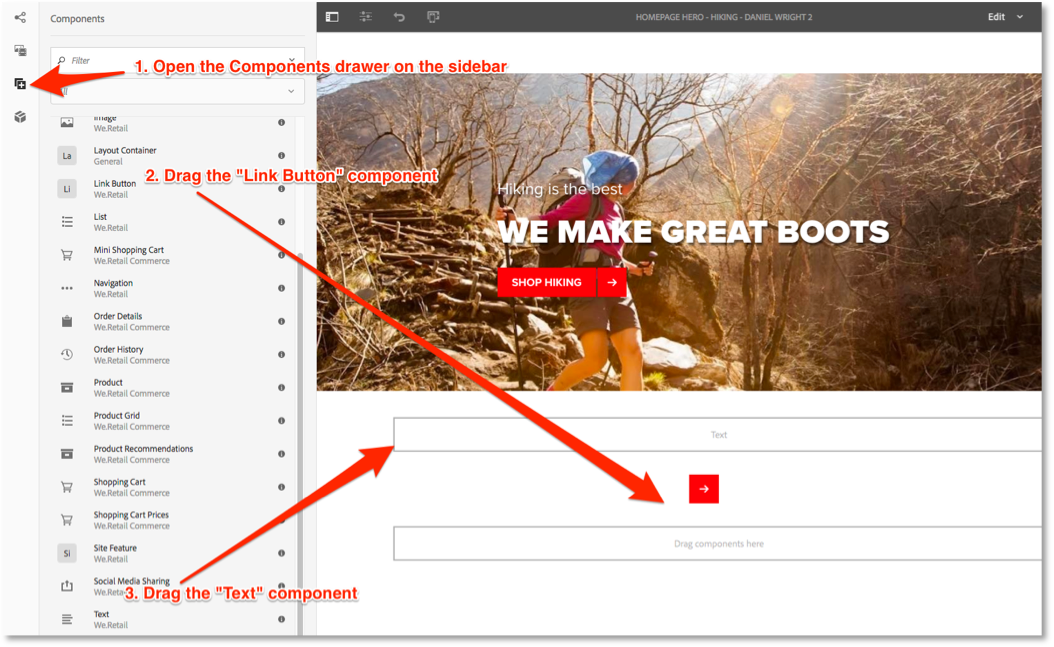 Components
HOMEPAGE HERO - HIKING - DANIEL WRIGHT 2
Edit
Filter
1. Open the Components drawer on the sidebar
Image
We.Retail
La
Layout Container
General
2. Drag the "Link Button" component
Li
Link Button
We.Retail
List
We.Retail
Mini Shopping Cart
We.Retail Commerce
Navigation
We.Retail
Order Details
We.Retail Commerce
Order History
We.Retail Commerce
Product
We.Retail Commerce
Product Grid
We.Retail Commerce
Product Recommendations
We.Retail Commerce
Shopping Cart
We.Retail Commerce
Shopping Cart Prices
We.Retail Commerce
Si
Site Feature
We.Retail
Social Media Sharing
We.Reta
3. Drag the "Text" component
Text
We.Retail
Hiking is the best
WE MAKE GREAT BOOTS
SHOP HIKING
Text
Drag components here